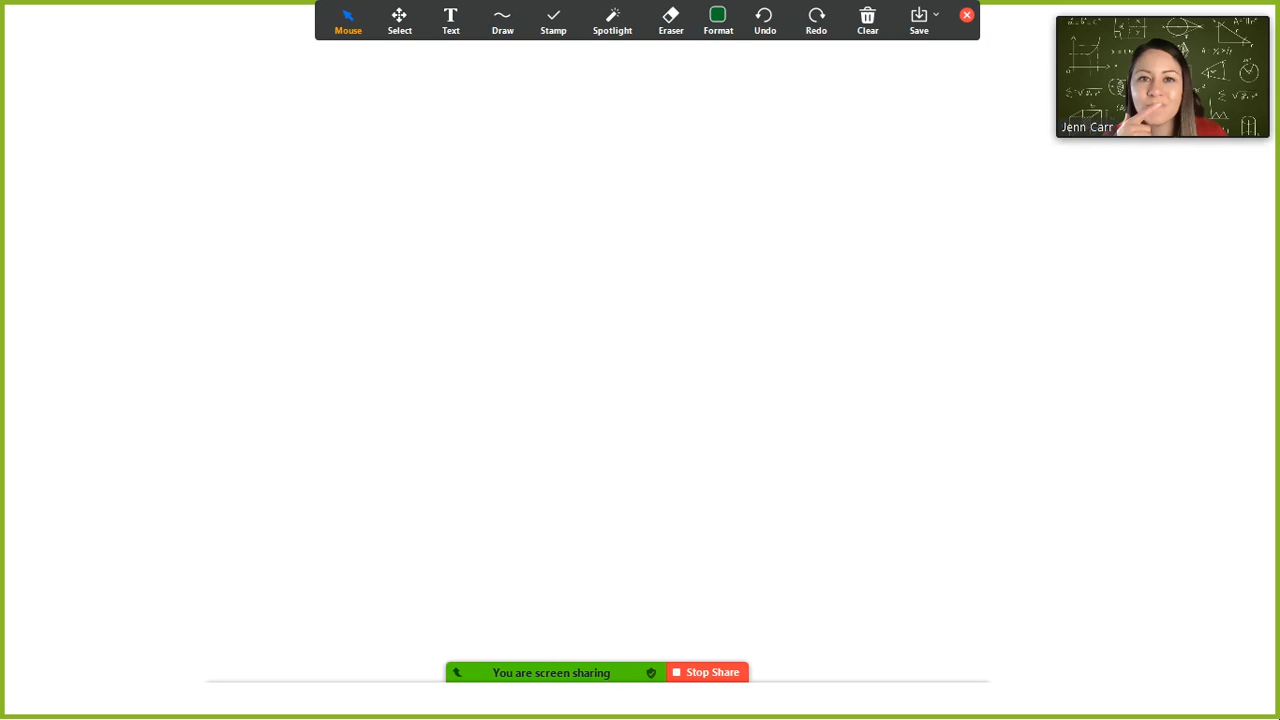 Mouse Select Text Draw Stamp Spotlight Eraser Format Undo Redo Clear Save
Jenn Carr
You are screen sharing Stop Share